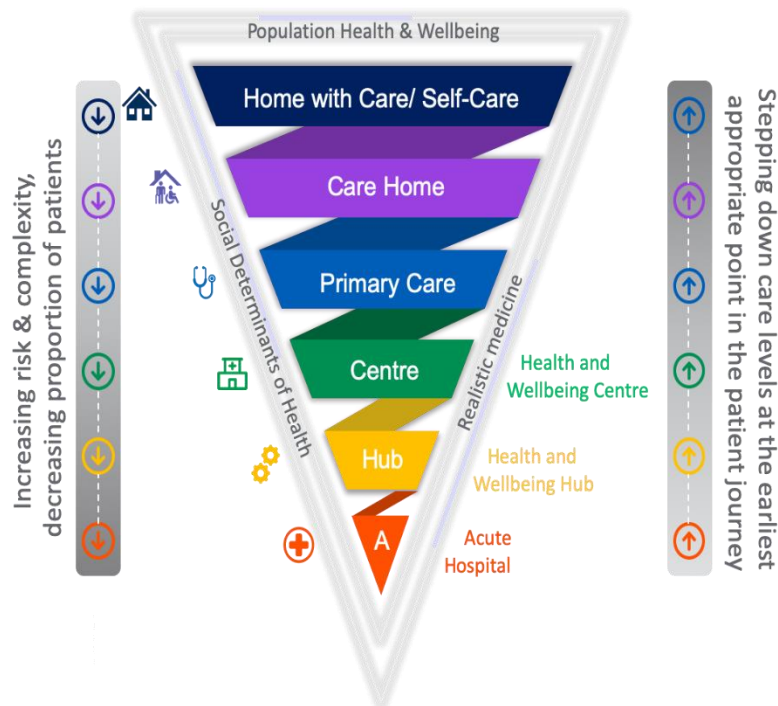 Population Health & Wellbeing
Home with Care/ Self-Care
Care Home
Primary Care
Centre
Hub
A
Health and
Wellbeing Centre
Health and
Wellbeing Hub
Acute
Hospital
Social Determinants of Health
Realistic medicine
Increasing risk & complexity,
decreasing proportion of patients
Stepping down care levels at the earliest
appropriate point in the patient journey